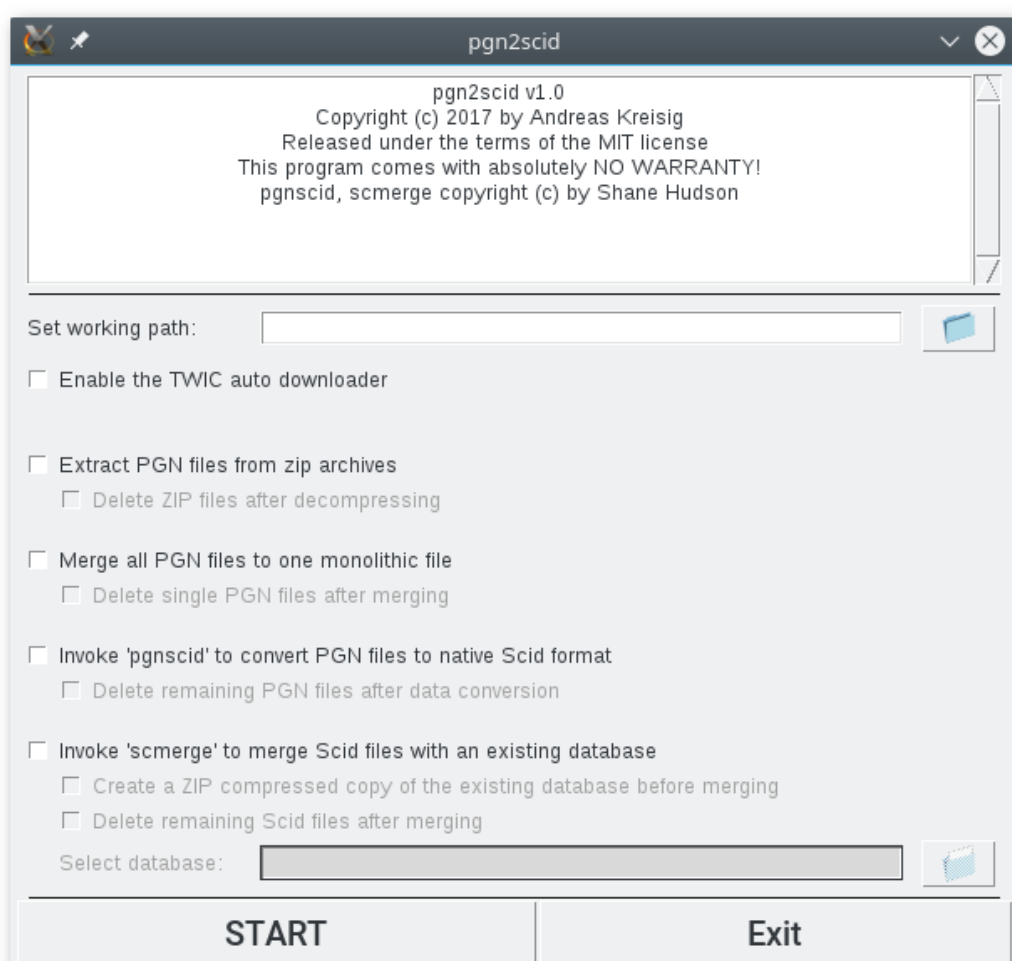 pgn2scid
pgn2scid v1.0
Copyright (c) 2017 by Andreas Kreisig
Released under the terms of the MIT license
This program comes with absolutely NO WARRANTY!
pgnscid, scmerge copyright (c) by Shane Hudson
Set working path:
Enable the TWIC auto downloader
Extract PGN files from zip archives
Delete ZIP files after decompressing
Merge all PGN files to one monolithic file
Delete single PGN files after merging
Invoke 'pgnscid' to convert PGN files to native Scid format
Delete remaining PGN files after data conversion
Invoke 'scmerge' to merge Scid files with an existing database
Create a ZIP compressed copy of the existing database before merging
Delete remaining Scid files after merging
Select database:
START Exit